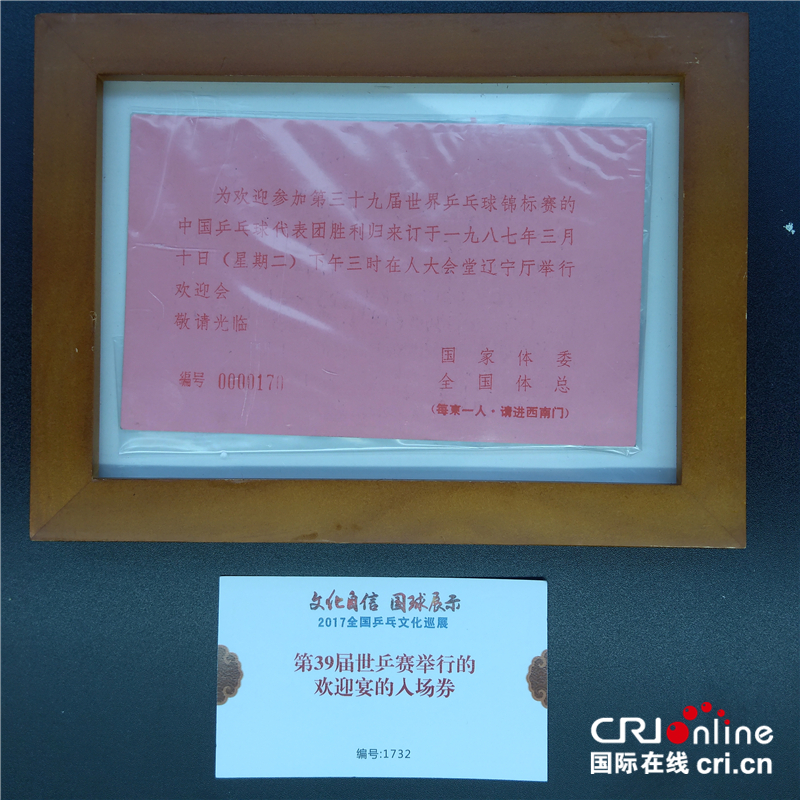 为欢迎参加第三十九届世界乒乓球锦标赛的
中国乒乓球代表团胜利归来订于一九八七年三月
十日（星期二）下午三时在人大会堂辽宁厅举行
欢迎会
敬请光临
国家体委
编号 0000170
全国体总
（每柬一人·请进西南门）
文化自信 国球展示
2017全国乒乓文化巡展
第39届世乒赛举行的
欢迎宴的入场券
编号:1732
CRI online
国际在线 cri.cn